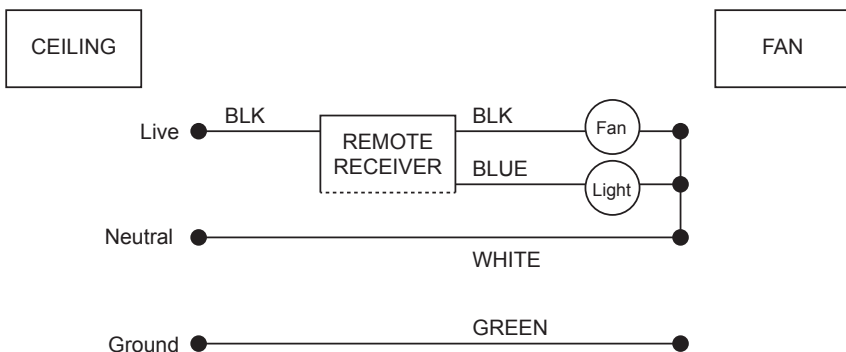 CEILING
FAN
Live
BLK
REMOTE
RECEIVER
BLK
Fan
BLUE
Light
Neutral
WHITE
Ground
GREEN